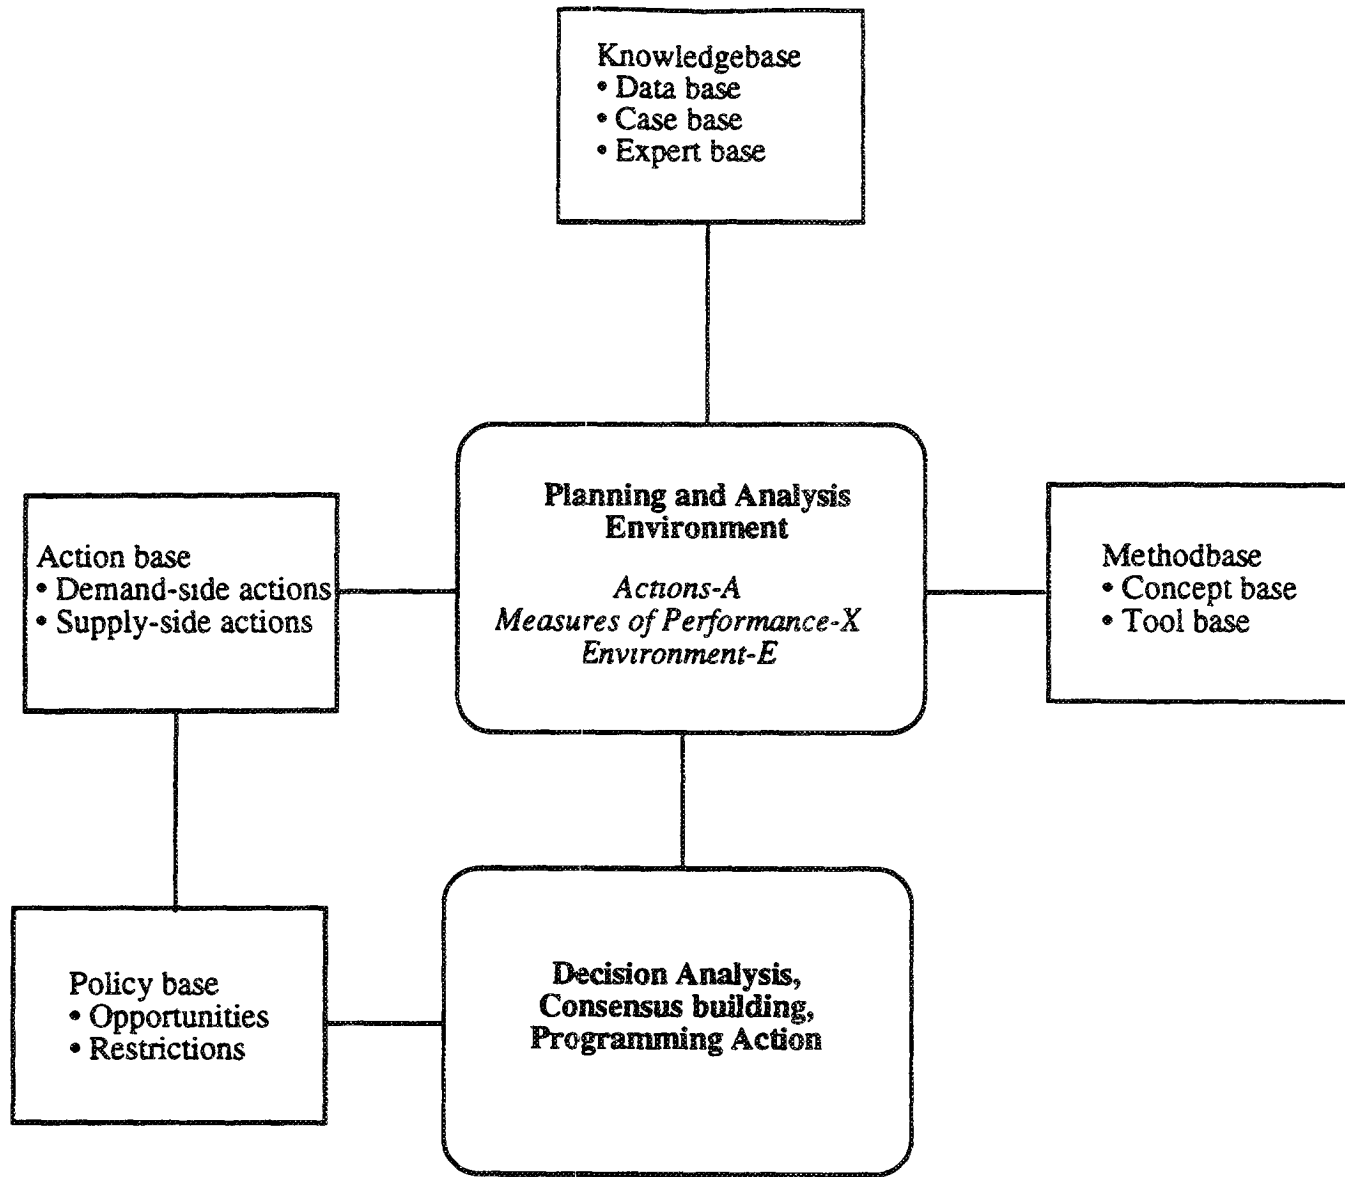 Knowledgebase
• Data base
• Case base
• Expert base
Planning and Analysis
Environment
Actions-A
Measures of Performance-X
Environment-E
Action base
• Demand-side actions
• Supply-side actions
Methodbase
• Concept base
• Tool base
Policy base
• Opportunities
• Restrictions
Decision Analysis,
Consensus building,
Programming Action